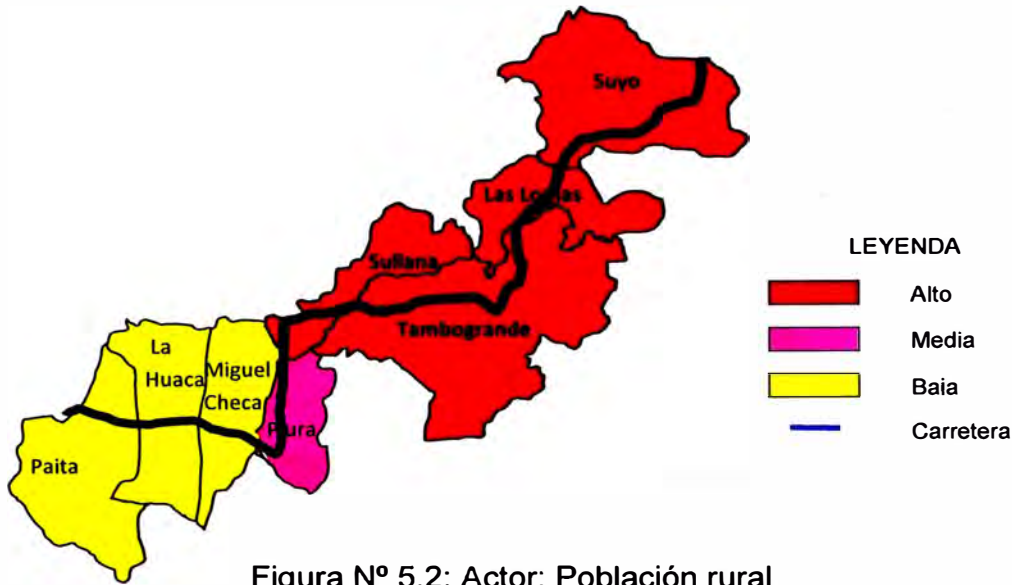 Suyo
Las Lomas
Sullana
Tambogrande
La
Huaca
Miguel
Checa
Piura
Paita
LEYENDA
Alto
Media
Baia
Carretera
Figura Nº 5.2: Actor: Población rural